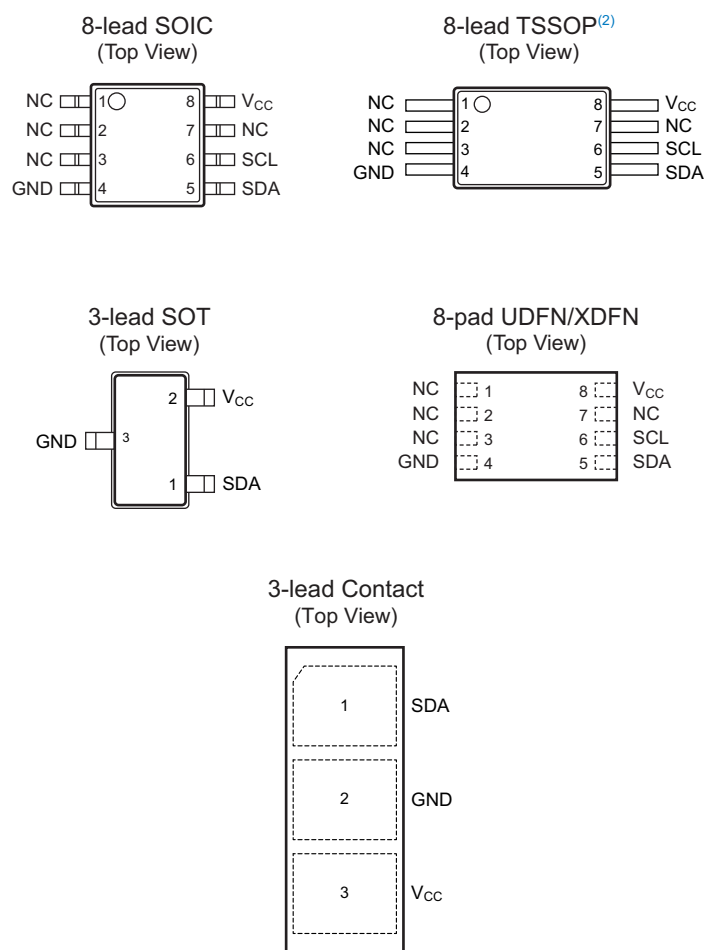 8-lead SOIC
(Top View)
NC 1 8 VCC
NC 2 7 NC
NC 3 6 SCL
GND 4 5 SDA
8-lead TSSOP(2)
(Top View)
NC 1 8 VCC
NC 2 7 NC
NC 3 6 SCL
GND 4 5 SDA
3-lead SOT
(Top View)
2 VCC
GND 3
1 SDA
8-pad UDFN/XDFN
(Top View)
NC 1 8 VCC
NC 2 7 NC
NC 3 6 SCL
GND 4 5 SDA
3-lead Contact
(Top View)
1 SDA
2 GND
3 VCC